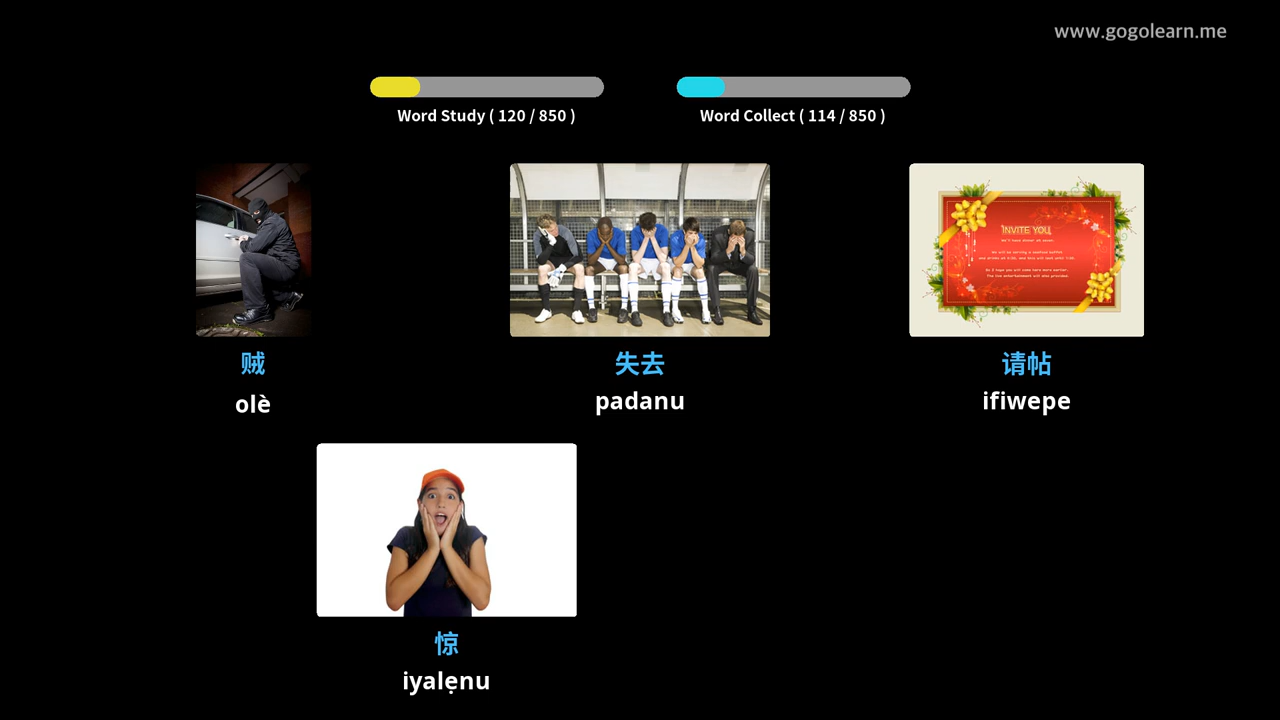 www.gogolearn.me
Word Study ( 120 / 850 )
Word Collect ( 114 / 850 )
INVITE YOU
贼
失去
请帖
olè
padanu
ifiwepe
惊
iyalẹnu